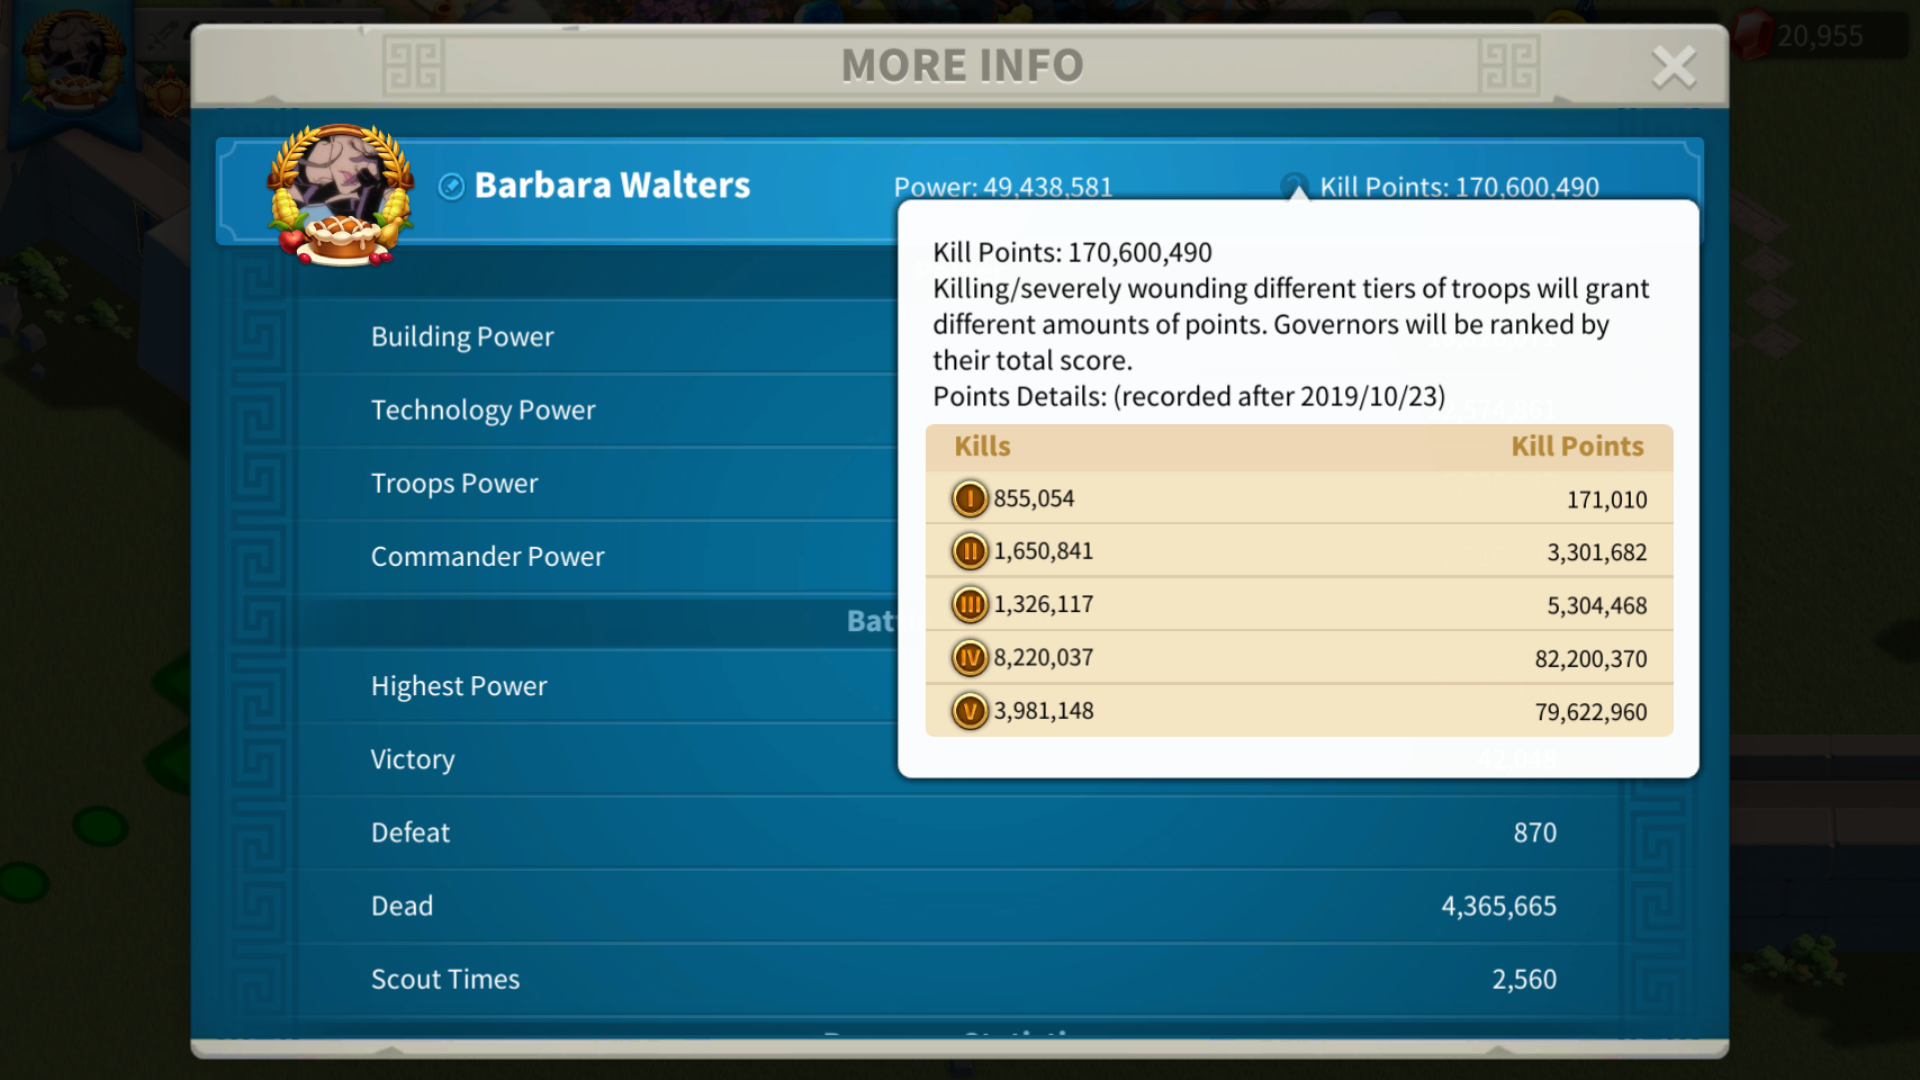 MORE INFO
20,955
Barbara Walters
Power: 49,438,581
Kill Points: 170,600,490
Kill Points: 170,600,490
Killing/severely wounding different tiers of troops will grant
different amounts of points. Governors will be ranked by
their total score.
Points Details: (recorded after 2019/10/23)
Kills
Kill Points
I 855,054
171,010
II 1,650,841
3,301,682
III 1,326,117
5,304,468
IV 8,220,037
82,200,370
V 3,981,148
79,622,960
Building Power
Technology Power
Troops Power
Commander Power
Highest Power
Victory
42,048
Defeat
870
Dead
4,365,665
Scout Times
2,560